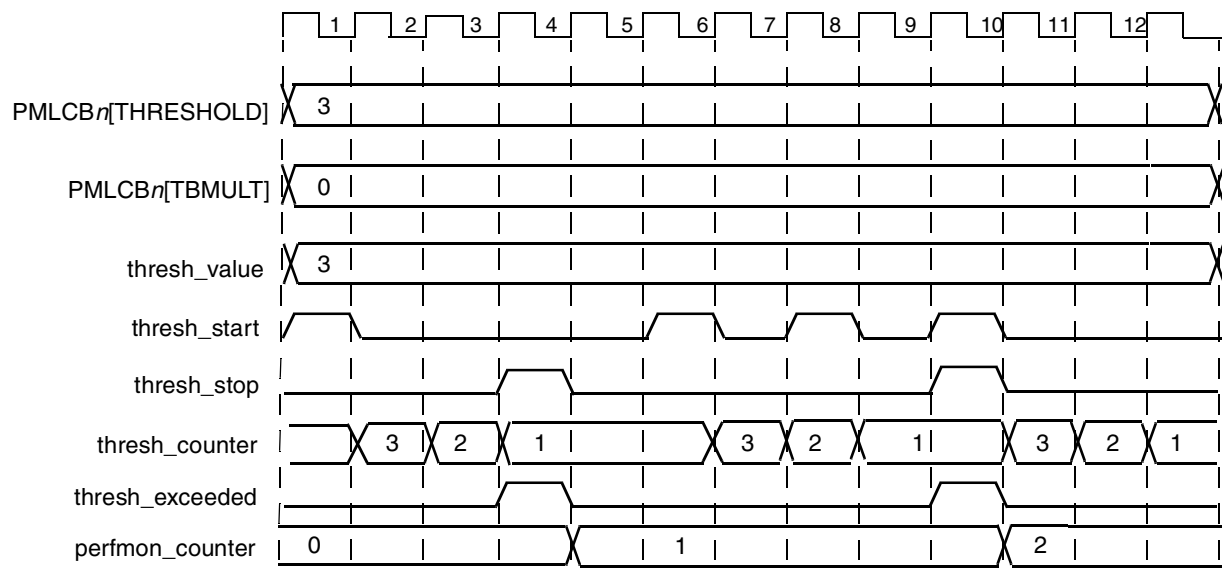 1 2 3 4 5 6 7 8 9 10 11 12
PMLCBn[THRESHOLD] 3
PMLCBn[TBMULT] 0
thresh_value 3
thresh_start
thresh_stop
thresh_counter 3 2 1 3 2 1 3 2 1
thresh_exceeded
perfmon_counter 0 1 2